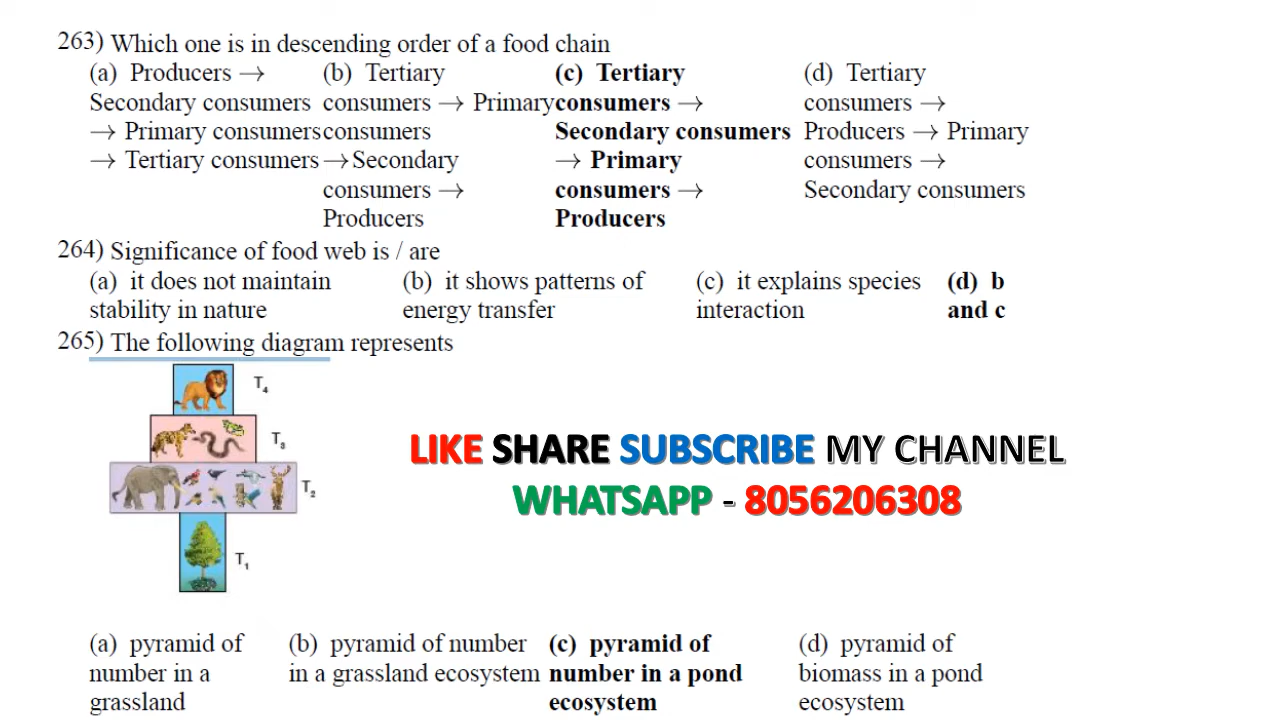 263) Which one is in descending order of a food chain
(a) Producers →
Secondary consumers
→ Primary consumers
→ Tertiary consumers
(b) Tertiary
consumers → Primary
consumers
→ Secondary
consumers →
Producers
(c) Tertiary
consumers →
Secondary consumers
→ Primary
consumers →
Producers
(d) Tertiary
consumers →
Producers → Primary
consumers →
Secondary consumers
264) Significance of food web is / are
(a) it does not maintain
stability in nature
(b) it shows patterns of
energy transfer
(c) it explains species
interaction
(d) b
and c
265) The following diagram represents
T4
T3
T2
T1
LIKE SHARE SUBSCRIBE MY CHANNEL
WHATSAPP - 8056206308
(a) pyramid of
number in a
grassland
(b) pyramid of number
in a grassland ecosystem
(c) pyramid of
number in a pond
ecosystem
(d) pyramid of
biomass in a pond
ecosystem